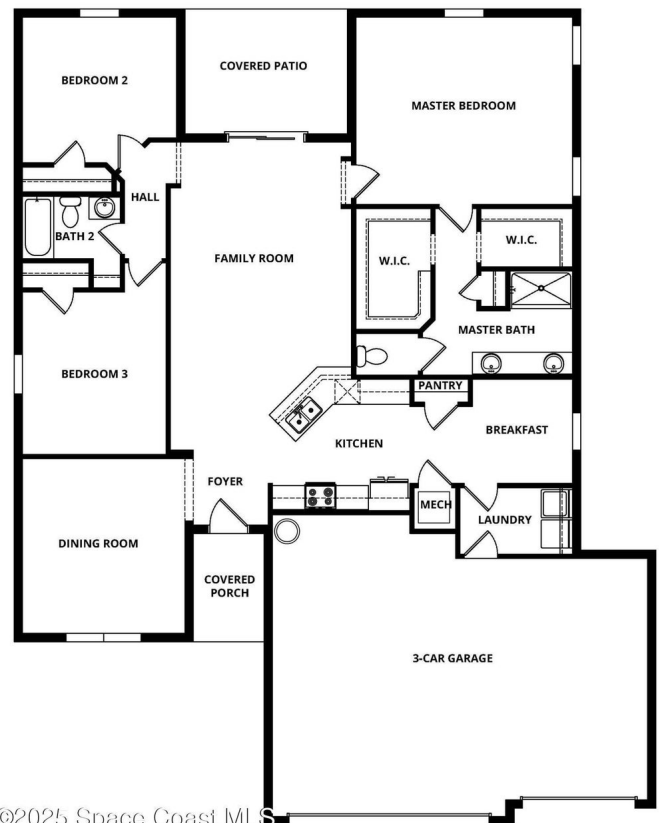 BEDROOM 2
COVERED PATIO
MASTER BEDROOM
HALL
BATH 2
FAMILY ROOM
W.I.C.
W.I.C.
MASTER BATH
BEDROOM 3
PANTRY
KITCHEN
BREAKFAST
FOYER
MECH
LAUNDRY
DINING ROOM
COVERED
PORCH
3-CAR GARAGE
©2025 Space Coast MLS